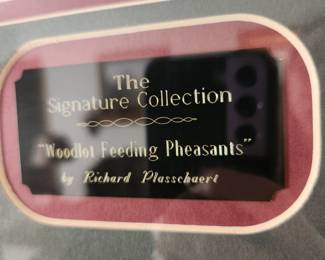 The
Signature Collection
"Woodlot Feeding Pheasants"
by Richard Plasschaert